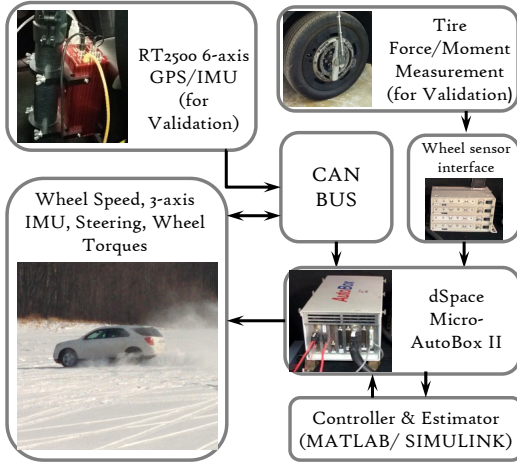 RT2500 6-axis
GPS/IMU
(for
Validation)
Tire
Force/Moment
Measurement
(for Validation)
Wheel sensor
interface
CAN
BUS
Wheel Speed, 3-axis
IMU, Steering, Wheel
Torques
AutoBox
dSpace
Micro-
AutoBox II
Controller & Estimator
(MATLAB/ SIMULINK)